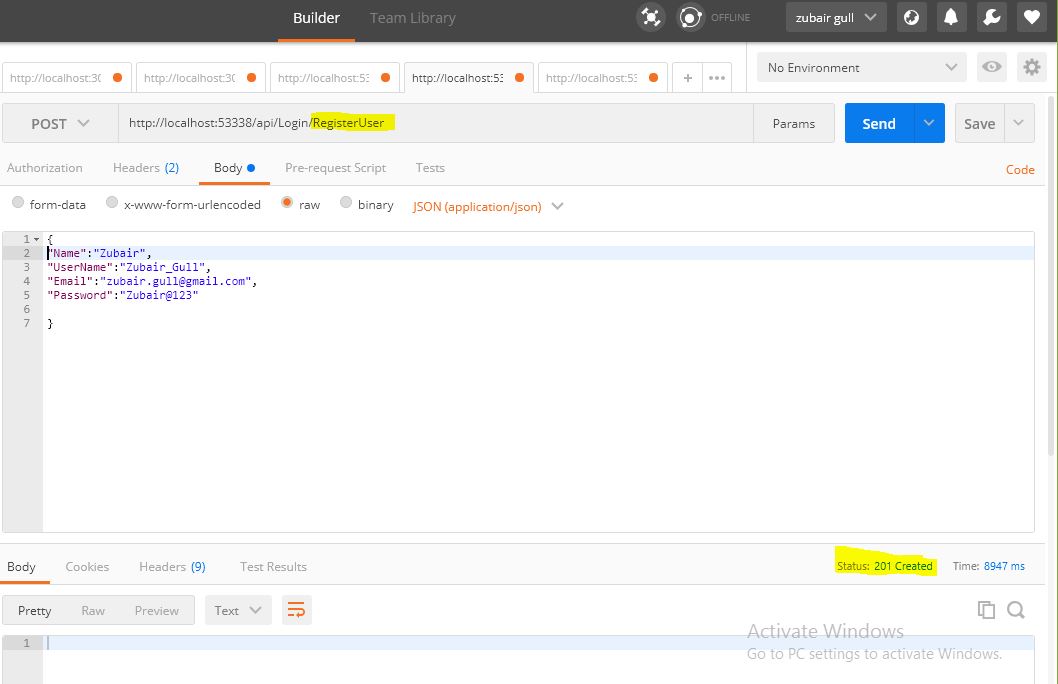 Builder Team Library OFFLINE zubair gull
http://localhost:30 http://localhost:30 http://localhost:53 http://localhost:53 http://localhost:53 + ••• No Environment
POST http://localhost:53338/api/Login/RegisterUser Params Send Save
Authorization Headers (2) Body Pre-request Script Tests Code
form-data x-www-form-urlencoded raw binary JSON (application/json)
1 {
2 "Name":"Zubair",
3 "UserName":"Zubair_Gull",
4 "Email":"zubair.gull@gmail.com",
5 "Password":"Zubair@123"
6
7 }
Body Cookies Headers (9) Test Results Status: 201 Created Time: 8947 ms
Pretty Raw Preview Text
1
Activate Windows
Go to PC settings to activate Windows.